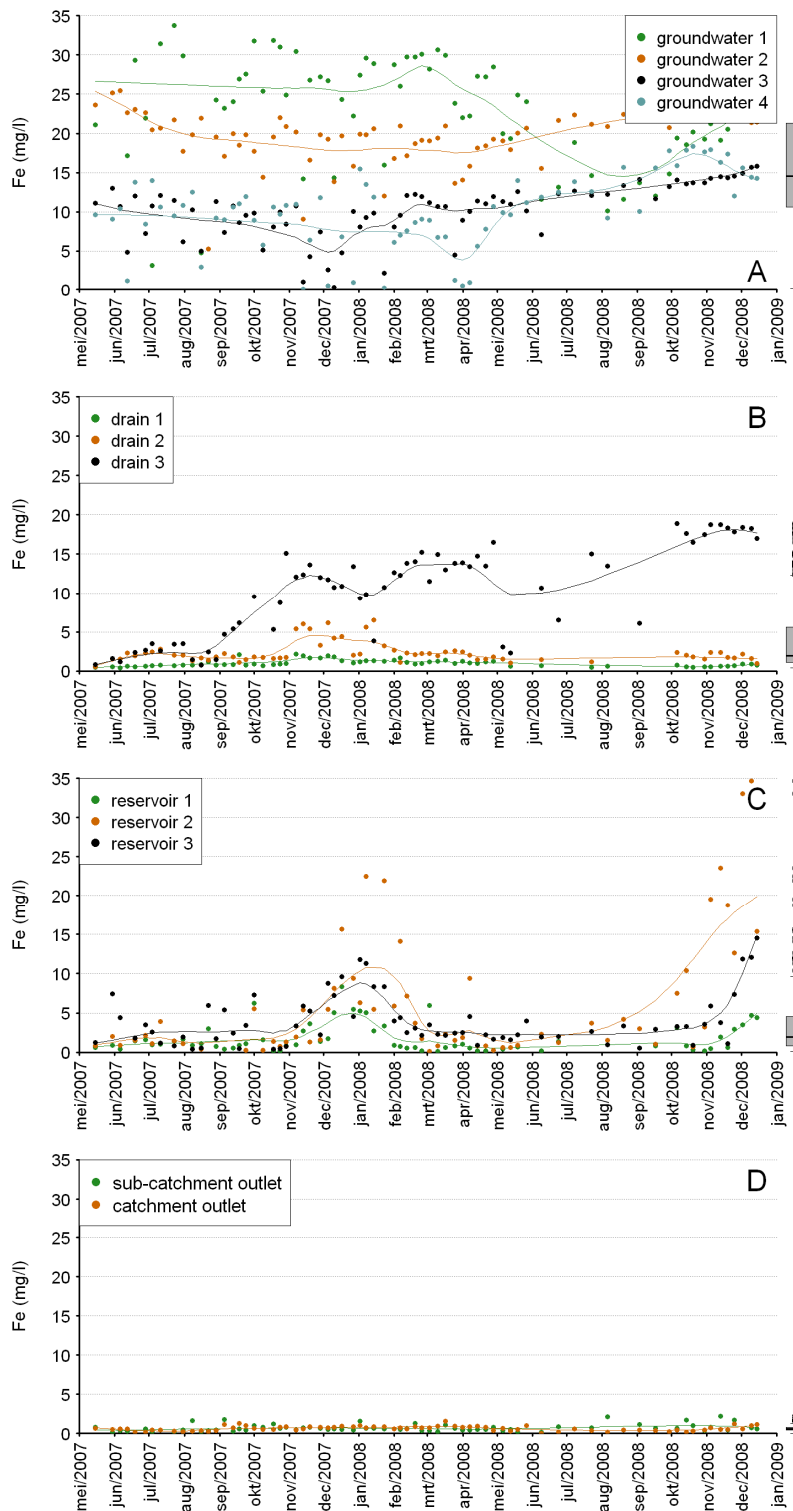 35
30
25
20
15
10
5
0
Fe (mg/l)
groundwater 1
groundwater 2
groundwater 3
groundwater 4
A
mei/2007
jun/2007
jul/2007
aug/2007
sep/2007
okt/2007
nov/2007
dec/2007
jan/2008
feb/2008
mrt/2008
apr/2008
mei/2008
jun/2008
jul/2008
aug/2008
sep/2008
okt/2008
nov/2008
dec/2008
jan/2009
35
30
25
20
15
10
5
0
Fe (mg/l)
drain 1
drain 2
drain 3
B
mei/2007
jun/2007
jul/2007
aug/2007
sep/2007
okt/2007
nov/2007
dec/2007
jan/2008
feb/2008
mrt/2008
apr/2008
mei/2008
jun/2008
jul/2008
aug/2008
sep/2008
okt/2008
nov/2008
dec/2008
jan/2009
35
30
25
20
15
10
5
0
Fe (mg/l)
reservoir 1
reservoir 2
reservoir 3
C
mei/2007
jun/2007
jul/2007
aug/2007
sep/2007
okt/2007
nov/2007
dec/2007
jan/2008
feb/2008
mrt/2008
apr/2008
mei/2008
jun/2008
jul/2008
aug/2008
sep/2008
okt/2008
nov/2008
dec/2008
jan/2009
35
30
25
20
15
10
5
0
Fe (mg/l)
sub-catchment outlet
catchment outlet
D
mei/2007
jun/2007
jul/2007
aug/2007
sep/2007
okt/2007
nov/2007
dec/2007
jan/2008
feb/2008
mrt/2008
apr/2008
mei/2008
jun/2008
jul/2008
aug/2008
sep/2008
okt/2008
nov/2008
dec/2008
jan/2009